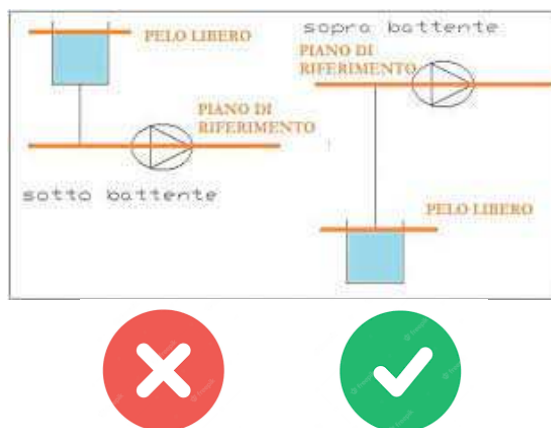 PELO LIBERO
PIANO DI
RIFERIMENTO
sotto battente
sopra battente
PIANO DI
RIFERIMENTO
PELO LIBERO